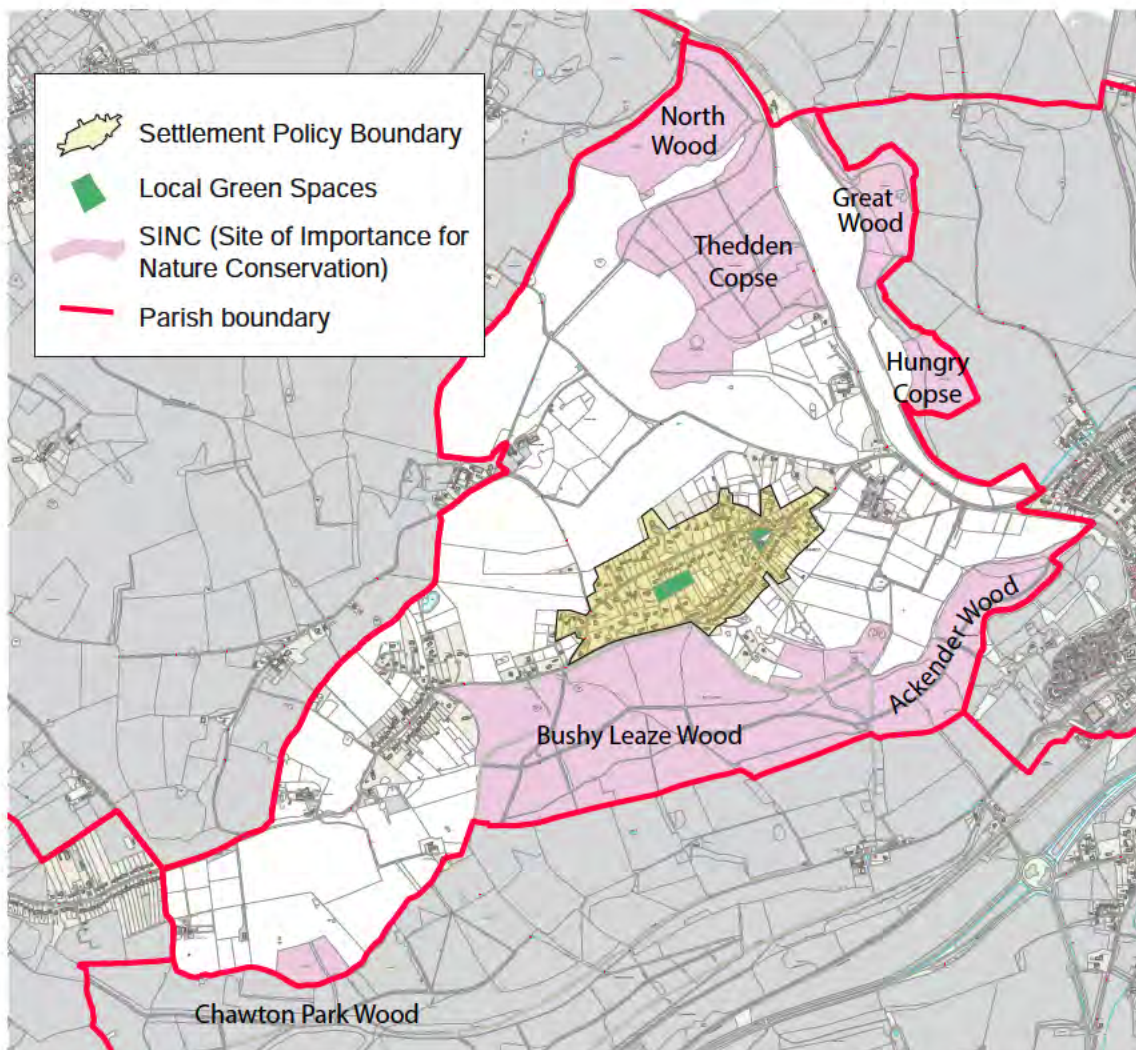 Settlement Policy Boundary
Local Green Spaces
SINC (Site of Importance for
Nature Conservation)
Parish boundary
North
Wood
Great
Wood
Thedden
Copse
Hungry
Copse
Ackender Wood
Bushy Leaze Wood
Chawton Park Wood